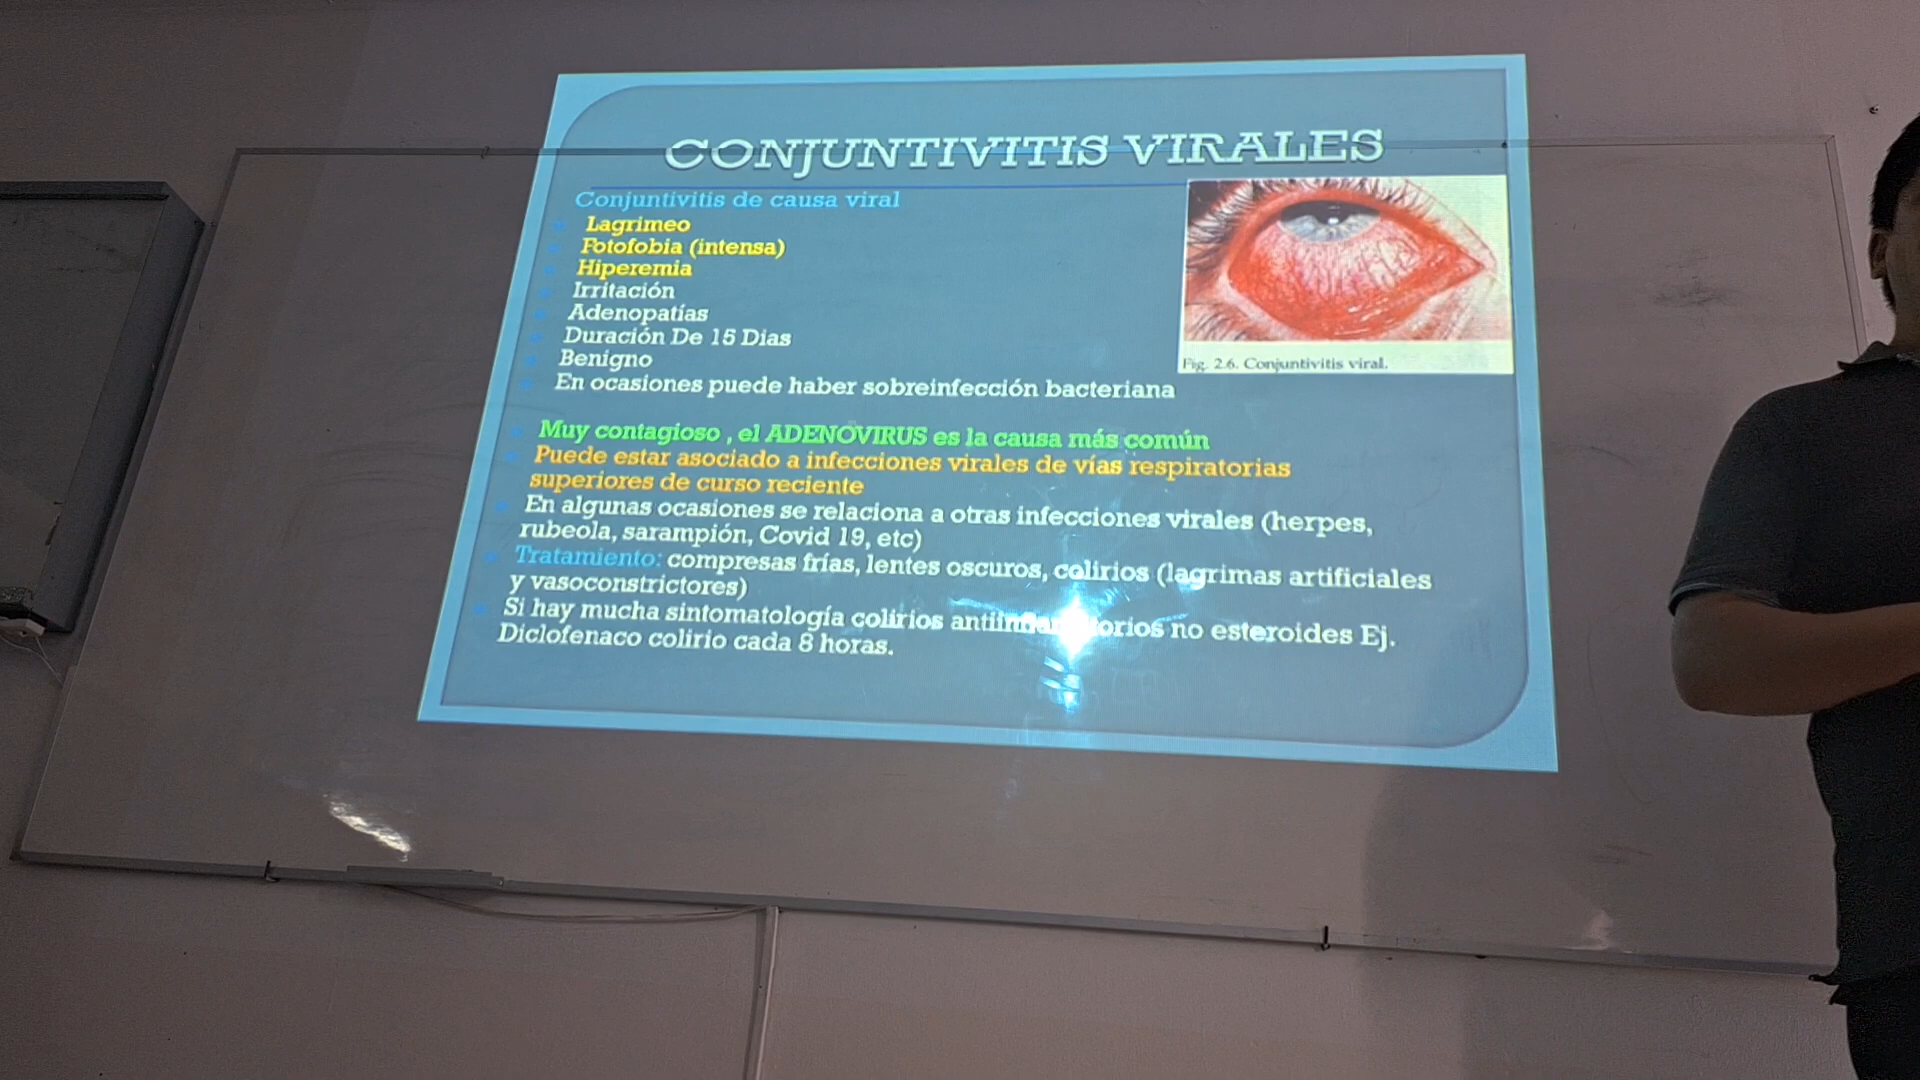 CONJUNTIVITIS VIRALES
Conjuntivitis de causa viral
Lagrimeo
Fotofobia (intensa)
Hiperemia
Irritación
Adenopatías
Duración De 15 Dias
Benigno
En ocasiones puede haber sobreinfección bacteriana
Fig. 2.6. Conjuntivitis viral.
Muy contagioso , el ADENOVIRUS es la causa más común
Puede estar asociado a infecciones virales de vías respiratorias
superiores de curso reciente
En algunas ocasiones se relaciona a otras infecciones virales (herpes,
rubeola, sarampión, Covid 19, etc)
Tratamiento: compresas frías, lentes oscuros, colirios (lagrimas artificiales
y vasoconstrictores)
Si hay mucha sintomatología colirios antiinflamatorios no esteroides Ej.
Diclofenaco colirio cada 8 horas.